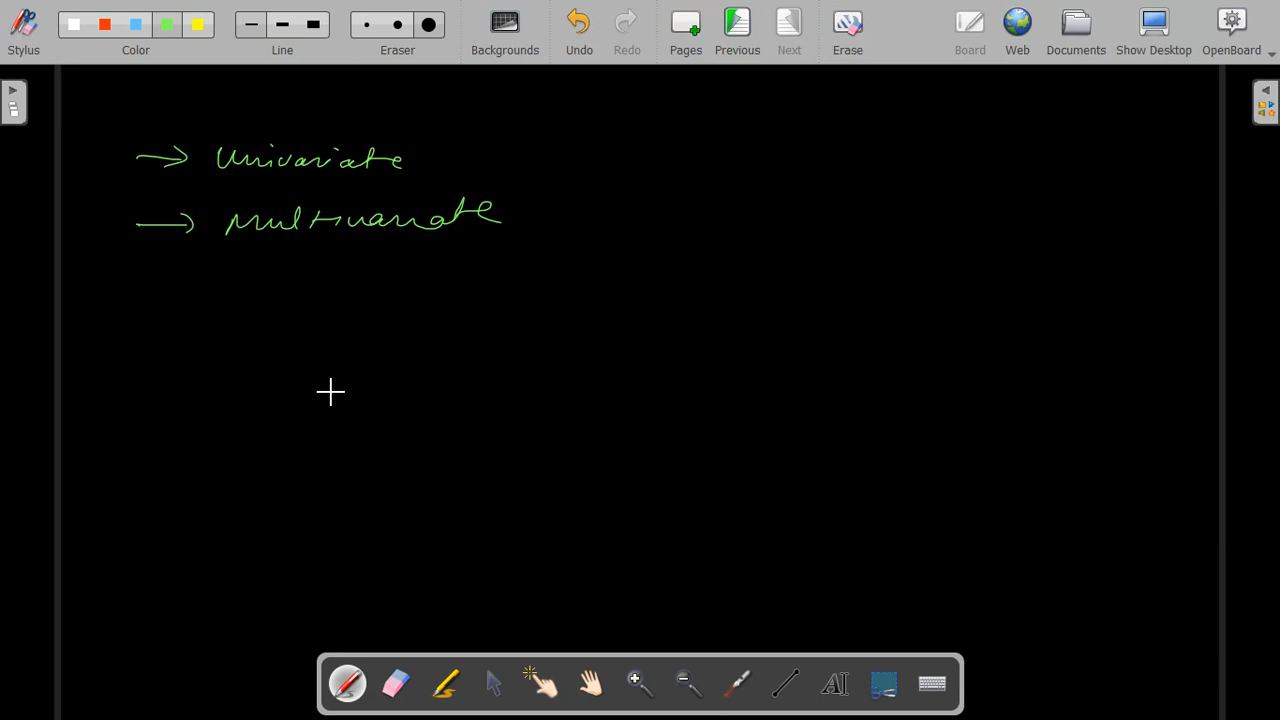 Stylus Color Line Eraser Backgrounds Undo Redo Pages Previous Next Erase Board Web Documents Show Desktop OpenBoard
→ Univariate
→ Multivariate